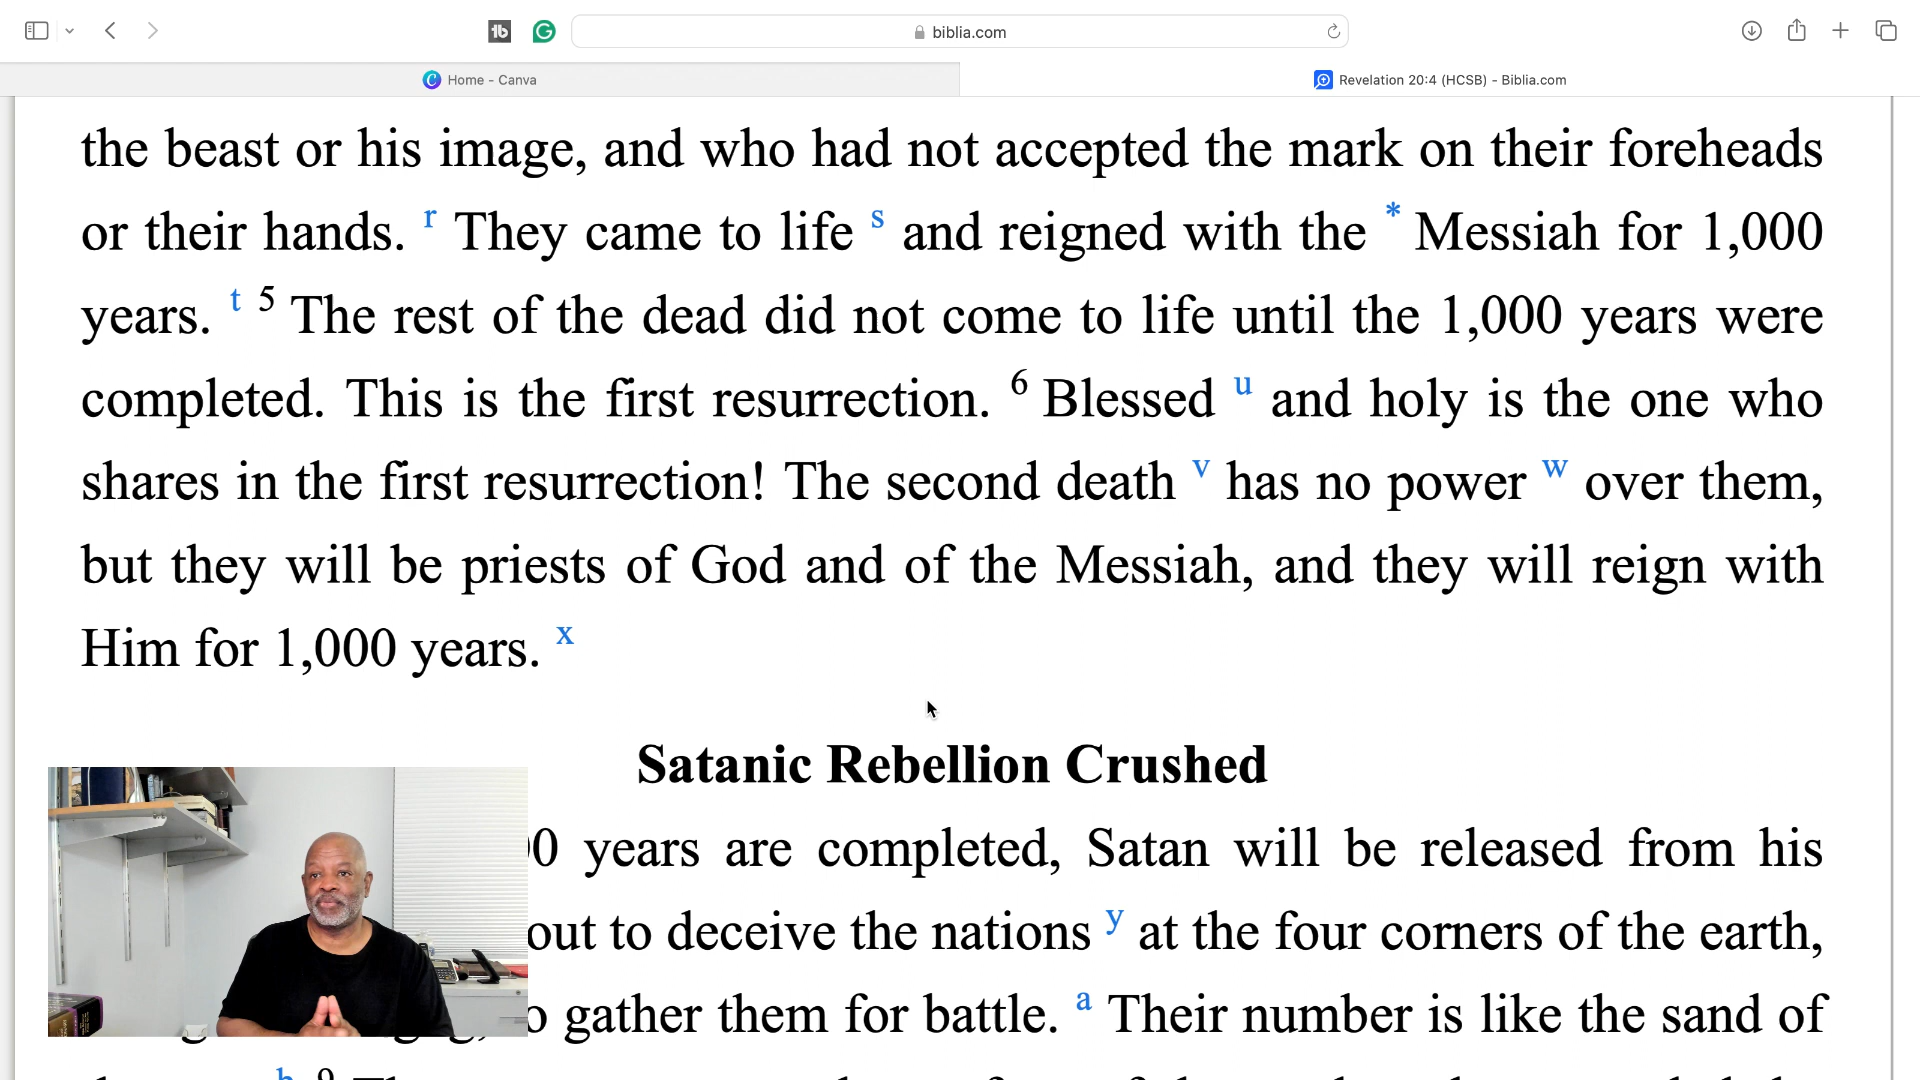 biblia.com
Home - Canva
Revelation 20:4 (HCSB) - Biblia.com
the beast or his image, and who had not accepted the mark on their foreheads
or their hands. r They came to life s and reigned with the * Messiah for 1,000
years. t 5 The rest of the dead did not come to life until the 1,000 years were
completed. This is the first resurrection. 6 Blessed u and holy is the one who
shares in the first resurrection! The second death v has no power w over them,
but they will be priests of God and of the Messiah, and they will reign with
Him for 1,000 years. x
Satanic Rebellion Crushed
0 years are completed, Satan will be released from his
out to deceive the nations y at the four corners of the earth,
o gather them for battle. a Their number is like the sand of
b 9